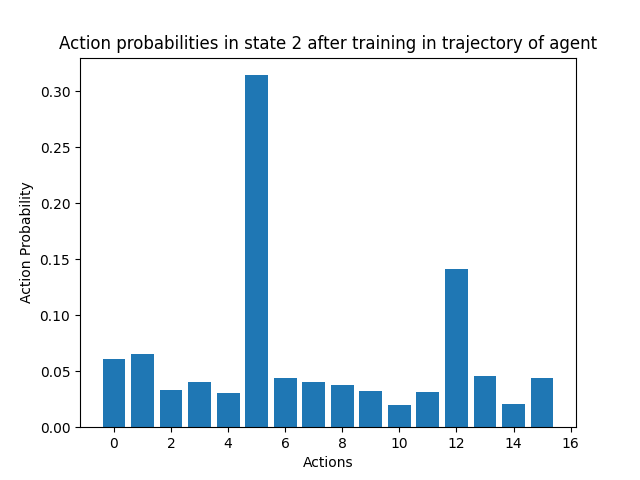 Action probabilities in state 2 after training in trajectory of agent
Action Probability
0.30
0.25
0.20
0.15
0.10
0.05
0.00
0 2 4 6 8 10 12 14 16
Actions